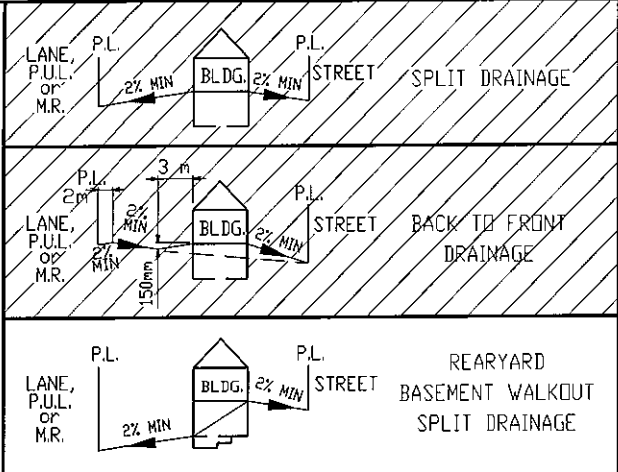 LANE,
P.U.L.
or
M.R.
P.L.
2% MIN
BLDG.
2% MIN
P.L.
STREET
SPLIT DRAINAGE
LANE,
P.U.L.
or
M.R.
P.L.
2m
3 m
2% MIN
2% MIN
150mm
BLDG.
2% MIN
P.L.
STREET
BACK TO FRONT
DRAINAGE
LANE,
P.U.L.
or
M.R.
P.L.
2% MIN
BLDG.
2% MIN
P.L.
STREET
REARYARD
BASEMENT WALKOUT
SPLIT DRAINAGE